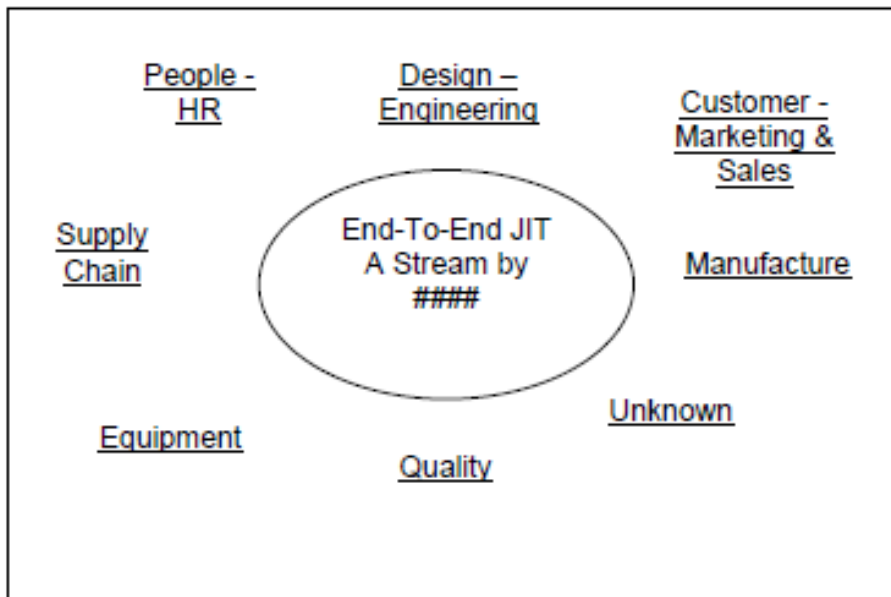 People -
HR
Design –
Engineering
Customer -
Marketing &
Sales
Supply
Chain
End-To-End JIT
A Stream by
####
Manufacture
Unknown
Equipment
Quality